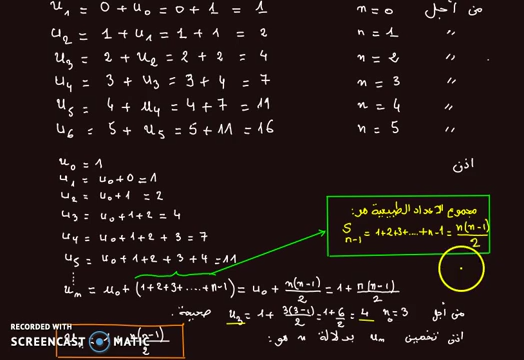 u₁ = 0 + u₀ = 0 + 1 = 1 n = 0 من أجل
u₂ = 1 + u₁ = 1 + 1 = 2 n = 1 "
u₃ = 2 + u₂ = 2 + 2 = 4 n = 2 "
u₄ = 3 + u₃ = 3 + 4 = 7 n = 3 "
u₅ = 4 + u₄ = 4 + 7 = 11 n = 4 "
u₆ = 5 + u₅ = 5 + 11 = 16 n = 5 "
اذن
u₀ = 1
u₁ = u₀ + 0 = 1
u₂ = u₀ + 1 = 2
u₃ = u₀ + 1 + 2 = 4
u₄ = u₀ + 1 + 2 + 3 = 7
u₅ = u₀ + 1 + 2 + 3 + 4 = 11
مجموع الاعداد الطبيعية هو:
S_{n-1} = 1+2+3+....+n-1 = n(n-1)/2
⋮
uₙ = u₀ + (1+2+3+.....+n-1) = u₀ + n(n-1)/2 = 1 + n(n-1)/2
من أجل n = 3 u₃ = 1 + 3(3-1)/2 = 1 + 6/2 = 4 صحيحة
اذن تخمين uₙ بدلالة n هو:
n(n-1)/2
RECORDED WITH
SCREENCAST MATIC